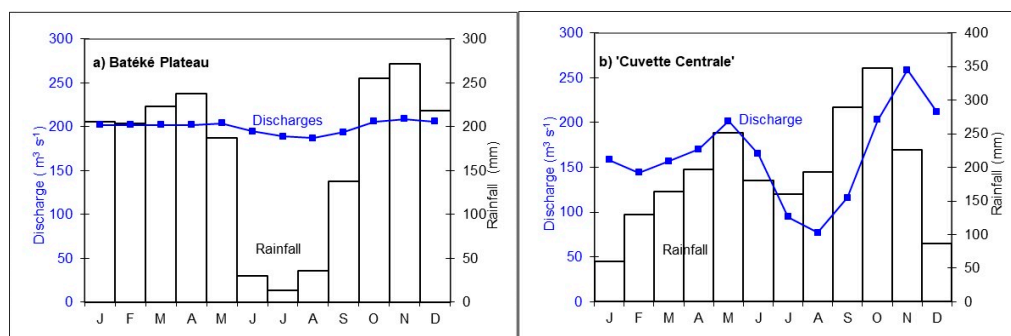 a) Batéké Plateau
Discharge (m³ s⁻¹)
300
250
200
150
100
50
0
Discharges
Rainfall
300
250
200
150
100
50
0
Rainfall (mm)
J F M A M J J A S O N D
b) 'Cuvette Centrale'
Discharge (m³ s⁻¹)
300
250
200
150
100
50
0
Discharge
Rainfall
400
350
300
250
200
150
100
50
0
Rainfall (mm)
J F M A M J J A S O N D